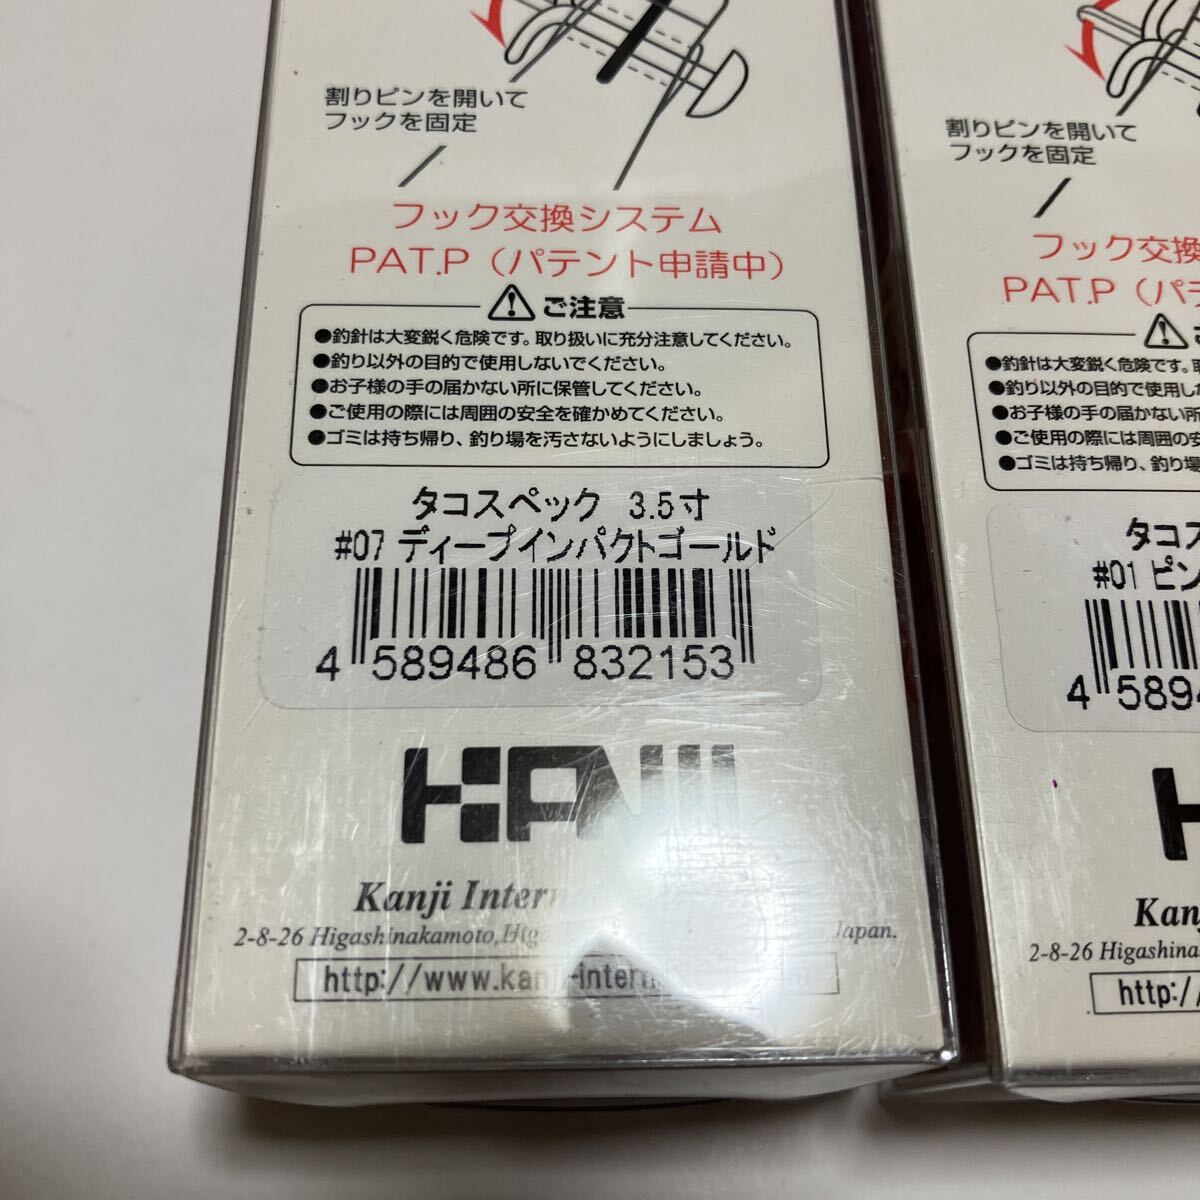 割りピンを開いて
フックを固定
フック交換システム
PAT.P（パテント申請中）
ご注意
●釣針は大変鋭く危険です。取り扱いに充分注意してください。
●釣り以外の目的で使用しないでください。
●お子様の手の届かない所に保管してください。
●ご使用の際には周囲の安全を確かめてください。
●ゴミは持ち帰り、釣り場を汚さないようにしましょう。
タコスペック 3.5寸
#07 ディープインパクトゴールド
4 589486 832153
KANJI
Kanji
2-8-26 Higashinakamoto, Japan.
割りピンを開いて
フックを固定
フック交換
PAT.P（パ
●釣針は大変鋭く危険です。
●釣り以外の目的で使用し
●お子様の手の届かない所
●ご使用の際には周囲の安
●ゴミは持ち帰り、釣り場
タコス
#01 ピン
4 589
2-8-26
http:/